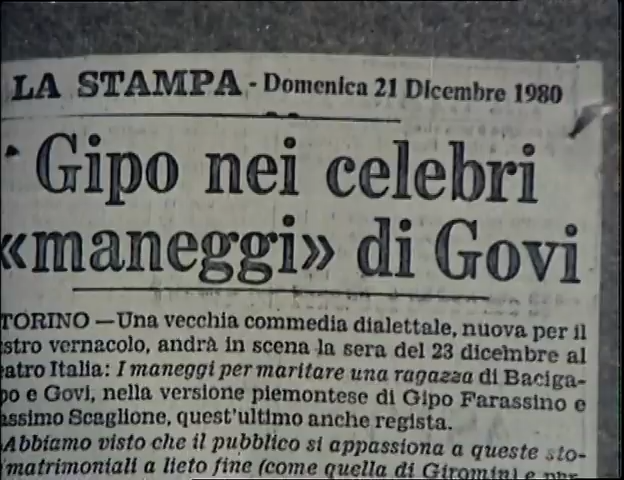 LA STAMPA - Domenica 21 Dicembre 1980
Gipo nei celebri
«maneggi» di Govi
TORINO — Una vecchia commedia dialettale, nuova per il
stro vernacolo, andrà in scena la sera del 23 dicembre al
eatro Italia: I maneggi per maritare una ragazza di Baciga-
po e Govi, nella versione piemontese di Gipo Farassino e
assimo Scaglione, quest'ultimo anche regista.
Abbiamo visto che il pubblico si appassiona a queste sto-
matrimoniali a lieto fine (come quella di Giromin) e